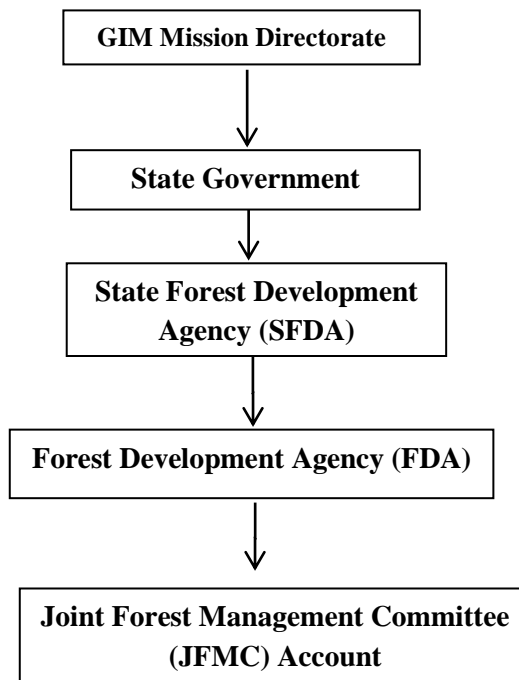 GIM Mission Directorate
State Government
State Forest Development
Agency (SFDA)
Forest Development Agency (FDA)
Joint Forest Management Committee
(JFMC) Account